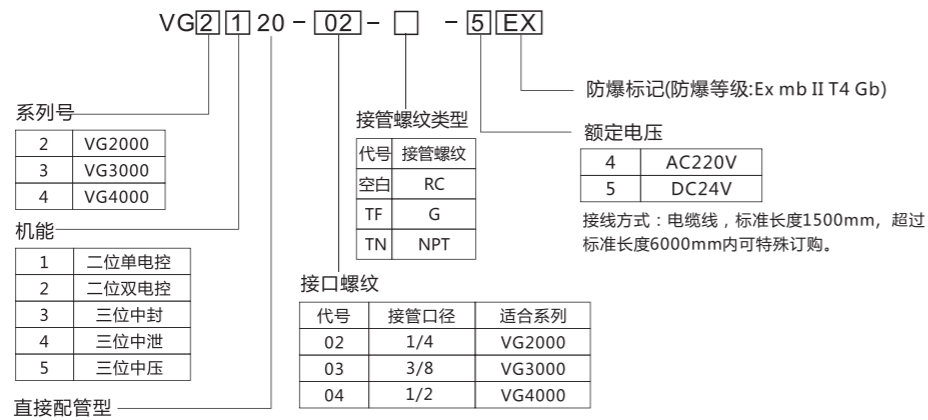 VG2120-02-□-5EX
防爆标记(防爆等级:Ex mb II T4 Gb)
系列号
2 VG2000
3 VG3000
4 VG4000
机能
1 二位单电控
2 二位双电控
3 三位中封
4 三位中泄
5 三位中压
直接配管型
接管螺纹类型
代号 接管螺纹
空白 RC
TF G
TN NPT
接口螺纹
代号 接管口径 适合系列
02 1/4 VG2000
03 3/8 VG3000
04 1/2 VG4000
额定电压
4 AC220V
5 DC24V
接线方式：电缆线，标准长度1500mm，超过
标准长度6000mm内可特殊订购。